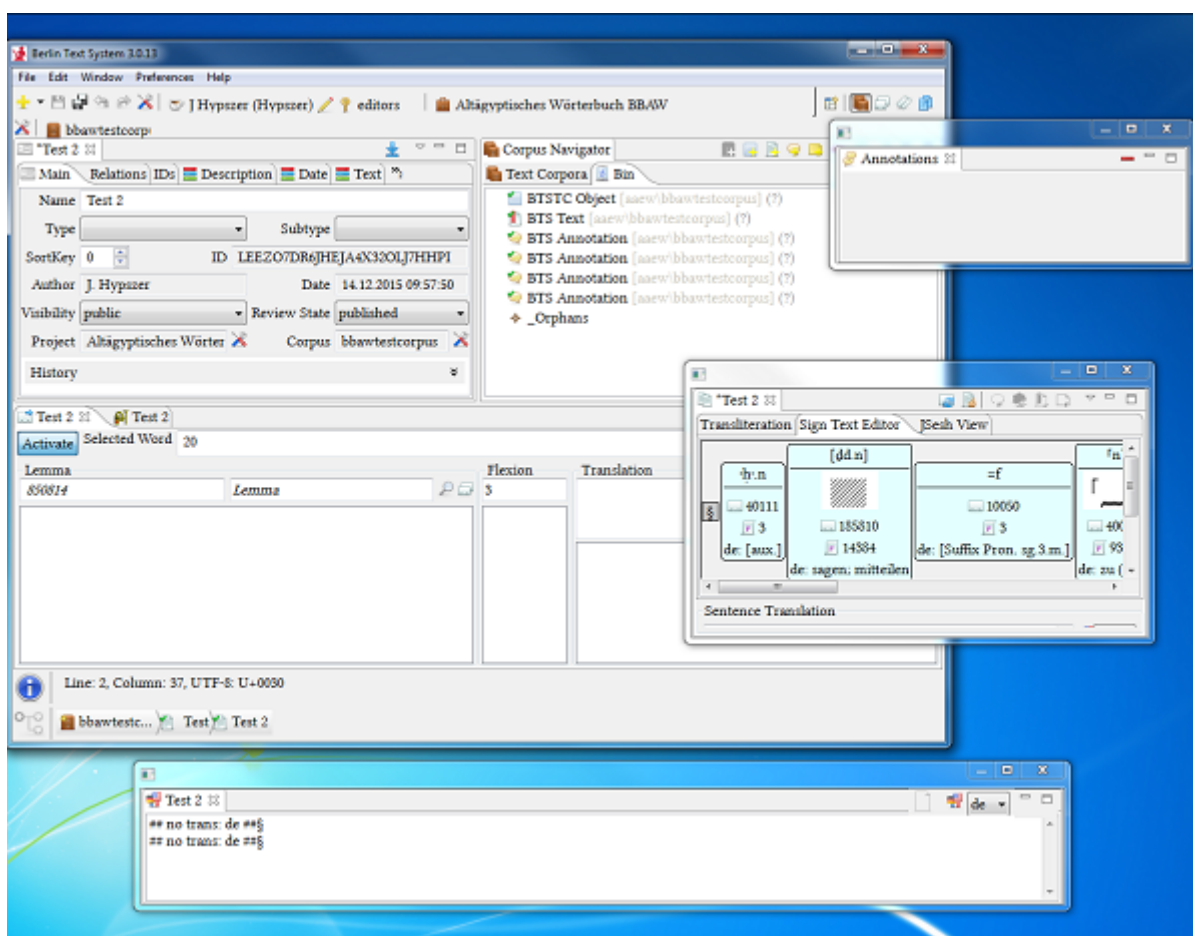 Berlin Text System 3.0.13
File Edit Window Preferences Help
J Hypszer (Hypszer) editors Altägyptisches Wörterbuch BBAW
bbawtestcorp
*Test 2
Main Relations IDs Description Date Text
Name Test 2
Type Subtype
SortKey 0 ID LEEZO7DR6JHEJA4X32OLJ7HHPI
Author J. Hypszer Date 14.12.2015 09:57:50
Visibility public Review State published
Project Altägyptisches Wörter Corpus bbawtestcorpus
History
Corpus Navigator
Text Corpora Bin
BTSTC Object [aaew\bbawtestcorpus] (?)
BTS Text [aaew\bbawtestcorpus] (?)
BTS Annotation [aaew\bbawtestcorpus] (?)
BTS Annotation [aaew\bbawtestcorpus] (?)
BTS Annotation [aaew\bbawtestcorpus] (?)
BTS Annotation [aaew\bbawtestcorpus] (?)
_Orphans
Annotations
Test 2 Test 2
Activate Selected Word 20
Lemma Flexion Translation
850814 Lemma 3
*Test 2
Transliteration Sign Text Editor JSesh View
[ḏd.n]
=f
§ 40111
3
de: [aux.]
185810
14384
de: sagen; mitteilen
10050
3
de: [Suffix Pron. sg.3.m.]
400
93
de: zu (
Sentence Translation
Line: 2, Column: 37, UTF-8: U+0030
bbawtestc... Test Test 2
Test 2 de
## no trans: de ##§
## no trans: de ##§